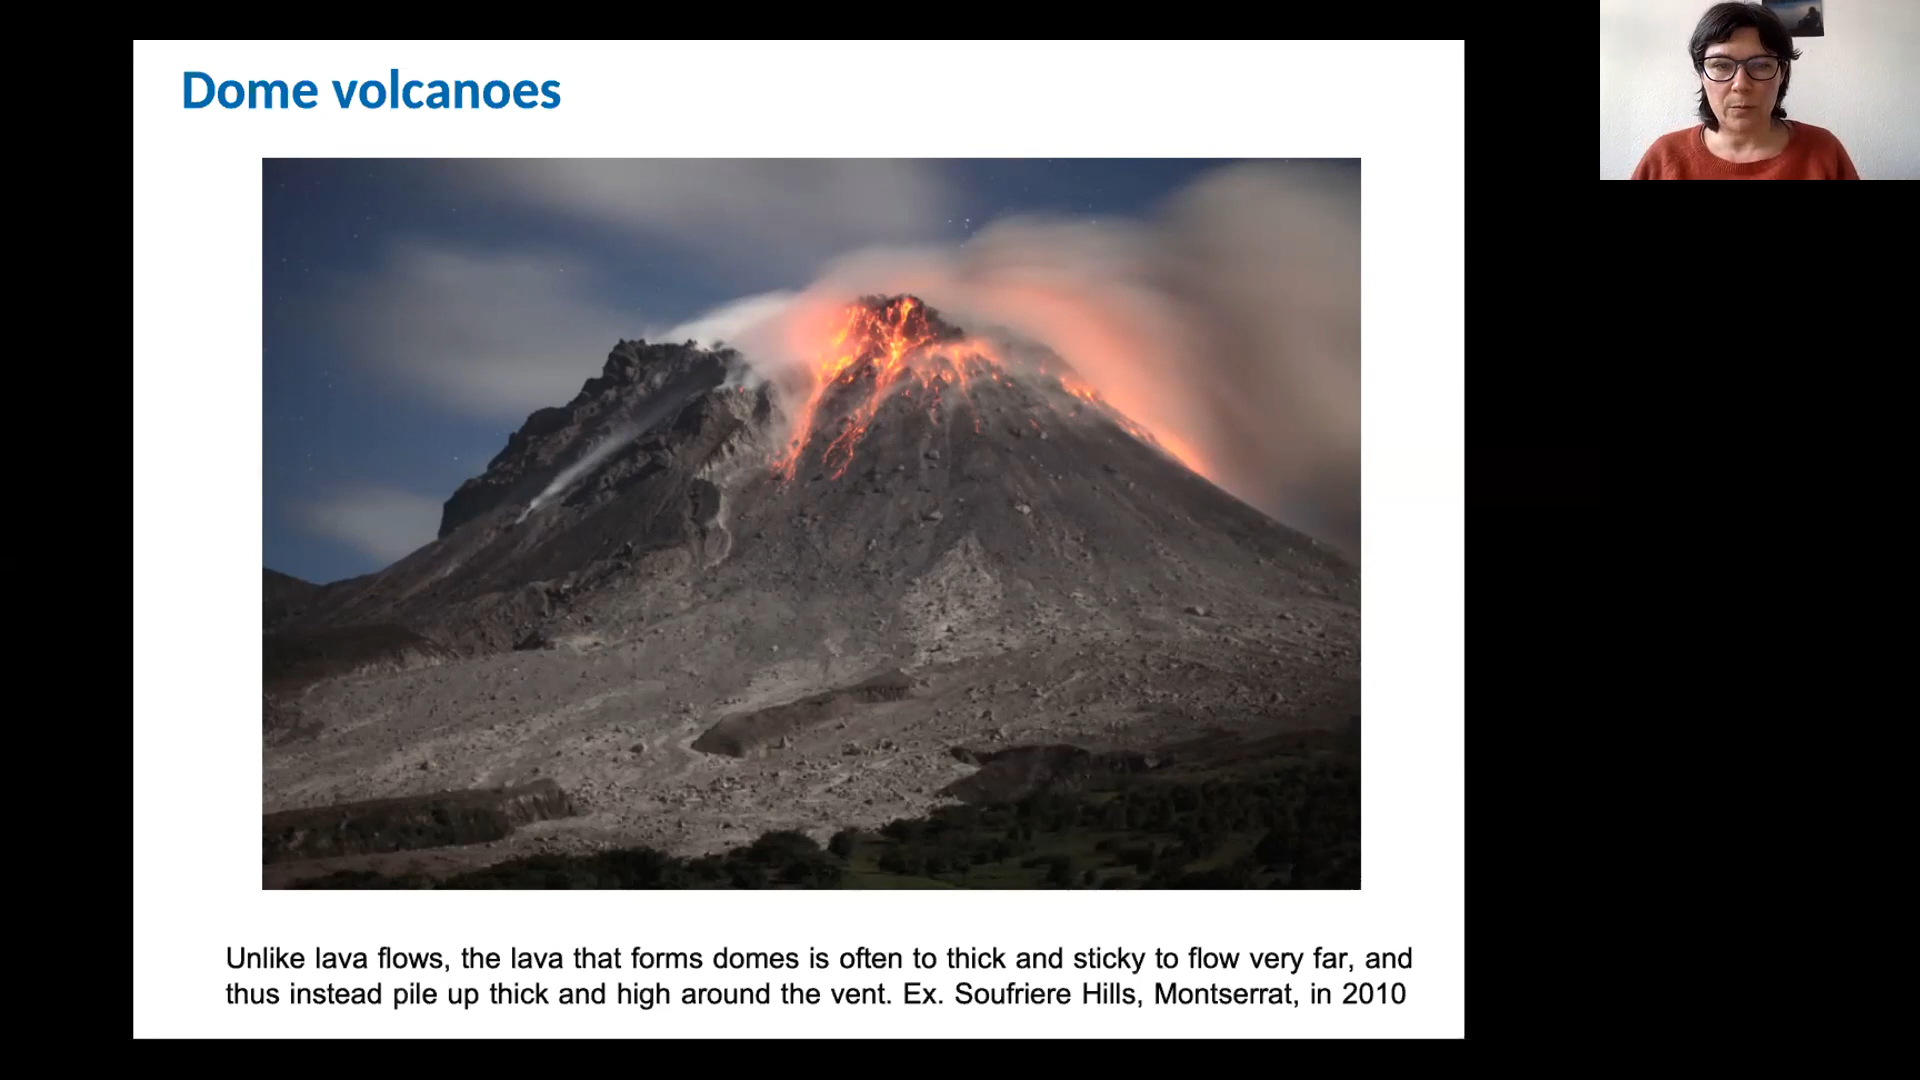 Dome volcanoes
Unlike lava flows, the lava that forms domes is often to thick and sticky to flow very far, and
thus instead pile up thick and high around the vent. Ex. Soufriere Hills, Montserrat, in 2010